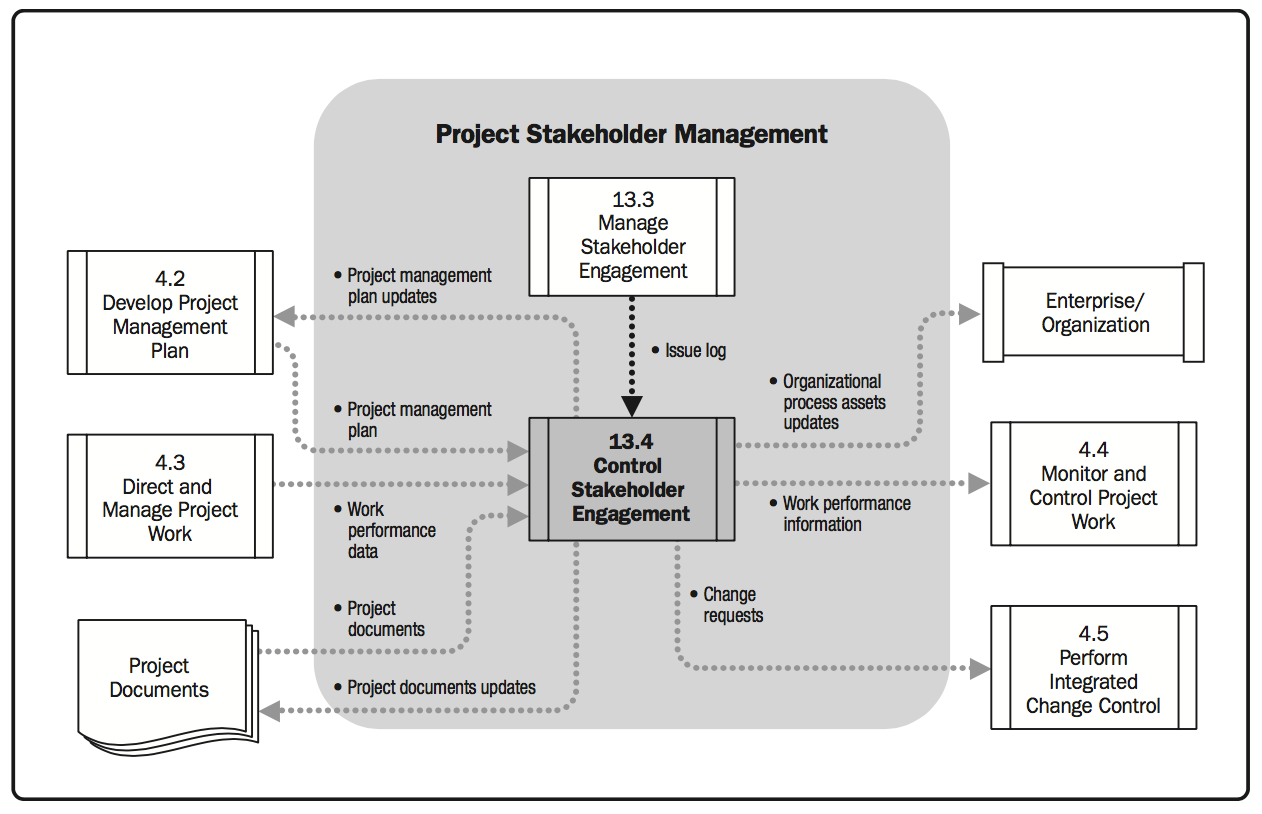 Project Stakeholder Management
13.3
Manage
Stakeholder
Engagement
4.2
Develop Project
Management
Plan
• Project management
plan updates
• Issue log
Enterprise/
Organization
• Organizational
process assets
updates
• Project management
plan
13.4
Control
Stakeholder
Engagement
4.3
Direct and
Manage Project
Work
• Work
performance
data
• Work performance
information
4.4
Monitor and
Control Project
Work
• Project
documents
• Change
requests
Project
Documents
• Project documents updates
4.5
Perform
Integrated
Change Control